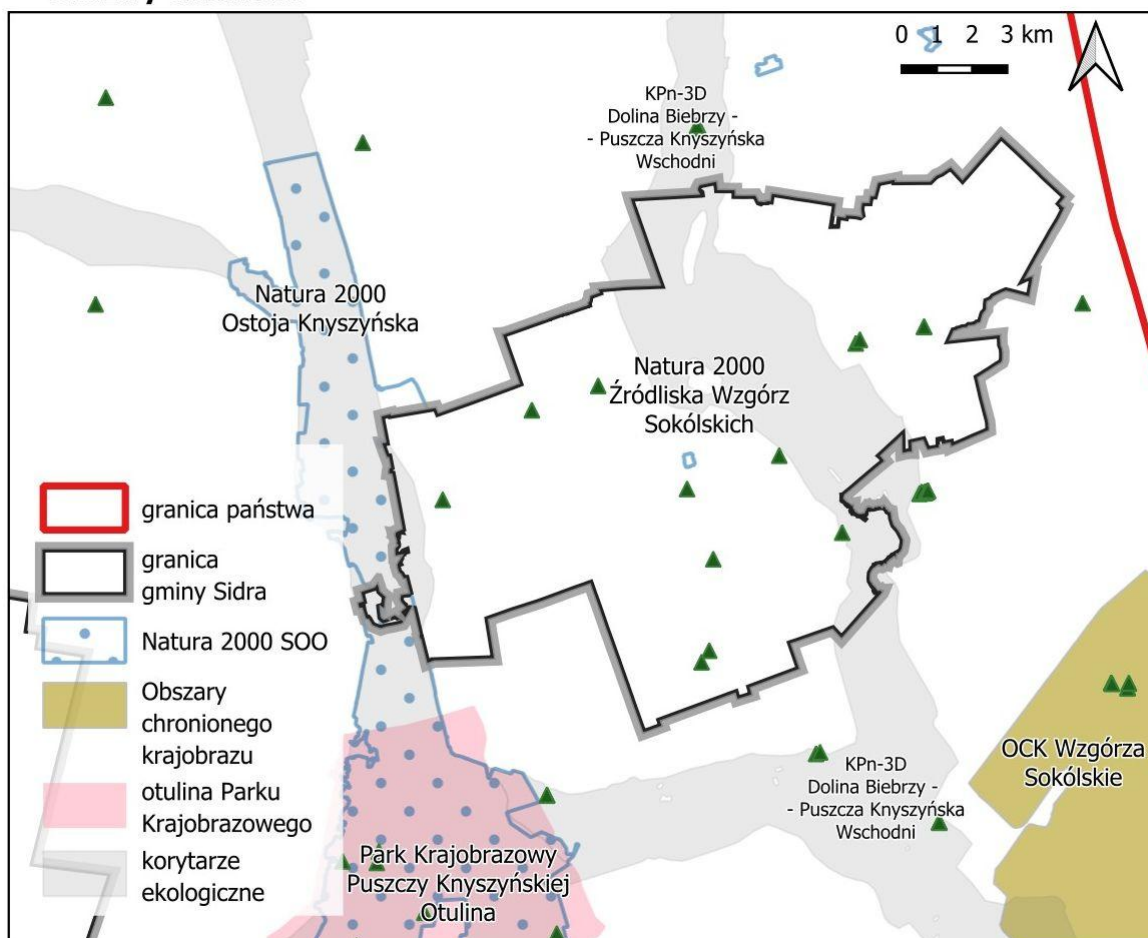 0 1 2 3 km
KPn-3D
Dolina Biebrzy -
- Puszcza Knyszyńska
Wschodni
Natura 2000
Ostoja Knyszyńska
Natura 2000
Źródliska Wzgórz
Sokólskich
granica państwa
granica
gminy Sidra
Natura 2000 SOO
Obszary
chronionego
krajobrazu
otulina Parku
Krajobrazowego
korytarze
ekologiczne
OCK Wzgórza
Sokólskie
KPn-3D
Dolina Biebrzy -
- Puszcza Knyszyńska
Wschodni
Park Krajobrazowy
Puszczy Knyszyńskiej
Otulina